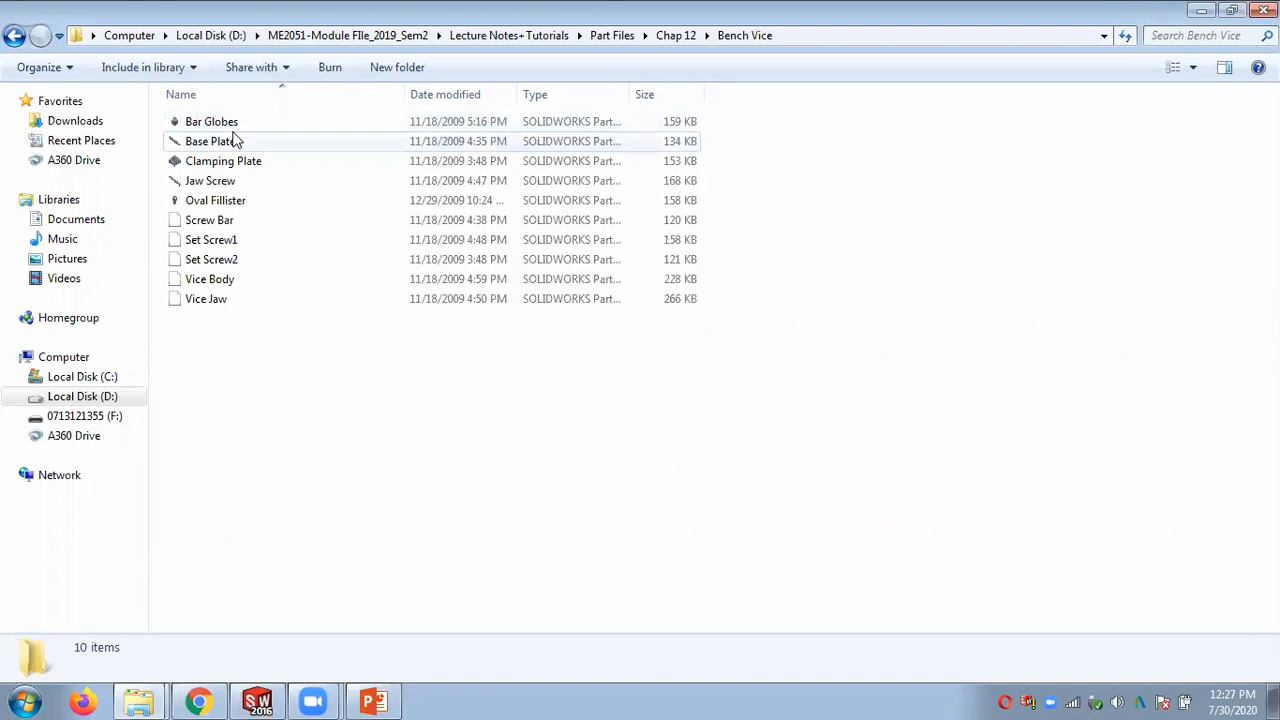 Computer ▸ Local Disk (D:) ▸ ME2051-Module FIle_2019_Sem2 ▸ Lecture Notes+Tutorials ▸ Part Files ▸ Chap 12 ▸ Bench Vice
Search Bench Vice
Organize Include in library Share with Burn New folder
Name Date modified Type Size
Bar Globes 11/18/2009 5:16 PM SOLIDWORKS Part... 159 KB
Base Plate 11/18/2009 4:35 PM SOLIDWORKS Part... 134 KB
Clamping Plate 11/18/2009 3:48 PM SOLIDWORKS Part... 153 KB
Jaw Screw 11/18/2009 4:47 PM SOLIDWORKS Part... 168 KB
Oval Fillister 12/29/2009 10:24 ... SOLIDWORKS Part... 158 KB
Screw Bar 11/18/2009 4:38 PM SOLIDWORKS Part... 120 KB
Set Screw1 11/18/2009 4:48 PM SOLIDWORKS Part... 158 KB
Set Screw2 11/18/2009 3:48 PM SOLIDWORKS Part... 121 KB
Vice Body 11/18/2009 4:59 PM SOLIDWORKS Part... 228 KB
Vice Jaw 11/18/2009 4:50 PM SOLIDWORKS Part... 266 KB
Favorites
Downloads
Recent Places
A360 Drive
Libraries
Documents
Music
Pictures
Videos
Homegroup
Computer
Local Disk (C:)
Local Disk (D:)
0713121355 (F:)
A360 Drive
Network
10 items
SW
2016
12:27 PM
7/30/2020